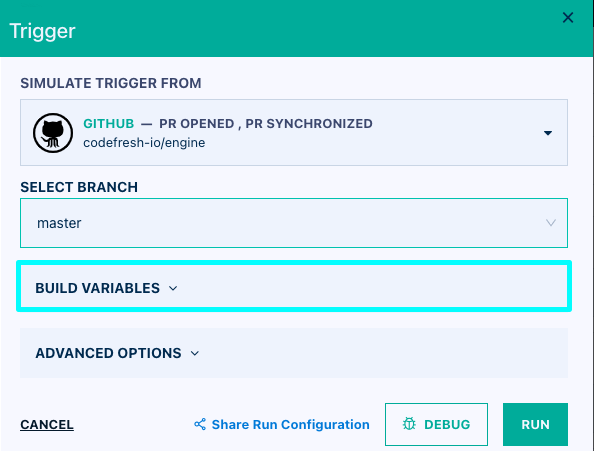 Trigger
SIMULATE TRIGGER FROM
GITHUB — PR OPENED , PR SYNCHRONIZED
codefresh-io/engine
SELECT BRANCH
master
BUILD VARIABLES
ADVANCED OPTIONS
CANCEL Share Run Configuration DEBUG RUN